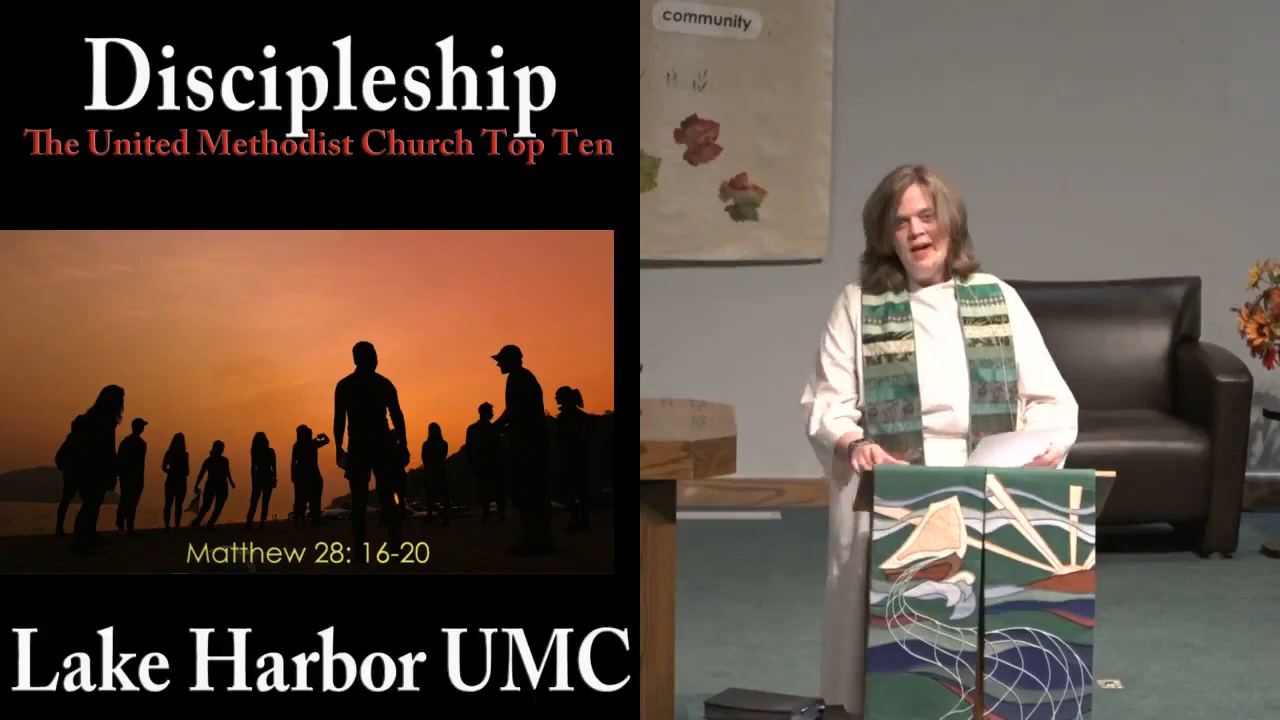 Discipleship
The United Methodist Church Top Ten
Matthew 28: 16-20
Lake Harbor UMC
community